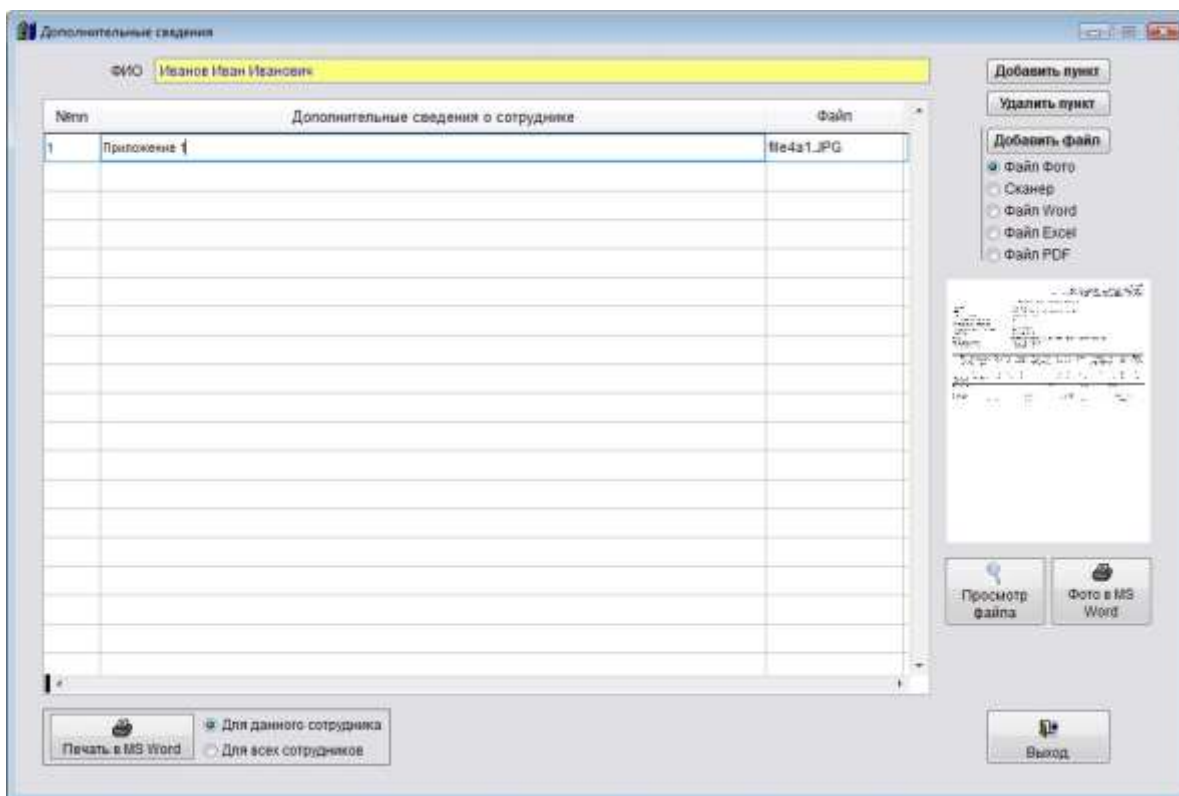 Дополнительные сведения
ФИО Иванов Иван Иванович
Добавить пункт
Удалить пункт
№пп Дополнительные сведения о сотруднике Файл
1 Приложение 1 file4a1.JPG
Добавить файл
Файл Фото
Сканер
Файл Word
Файл Excel
Файл PDF
Просмотр файла
Фото в MS Word
Печать в MS Word
Для данного сотрудника
Для всех сотрудников
Выход